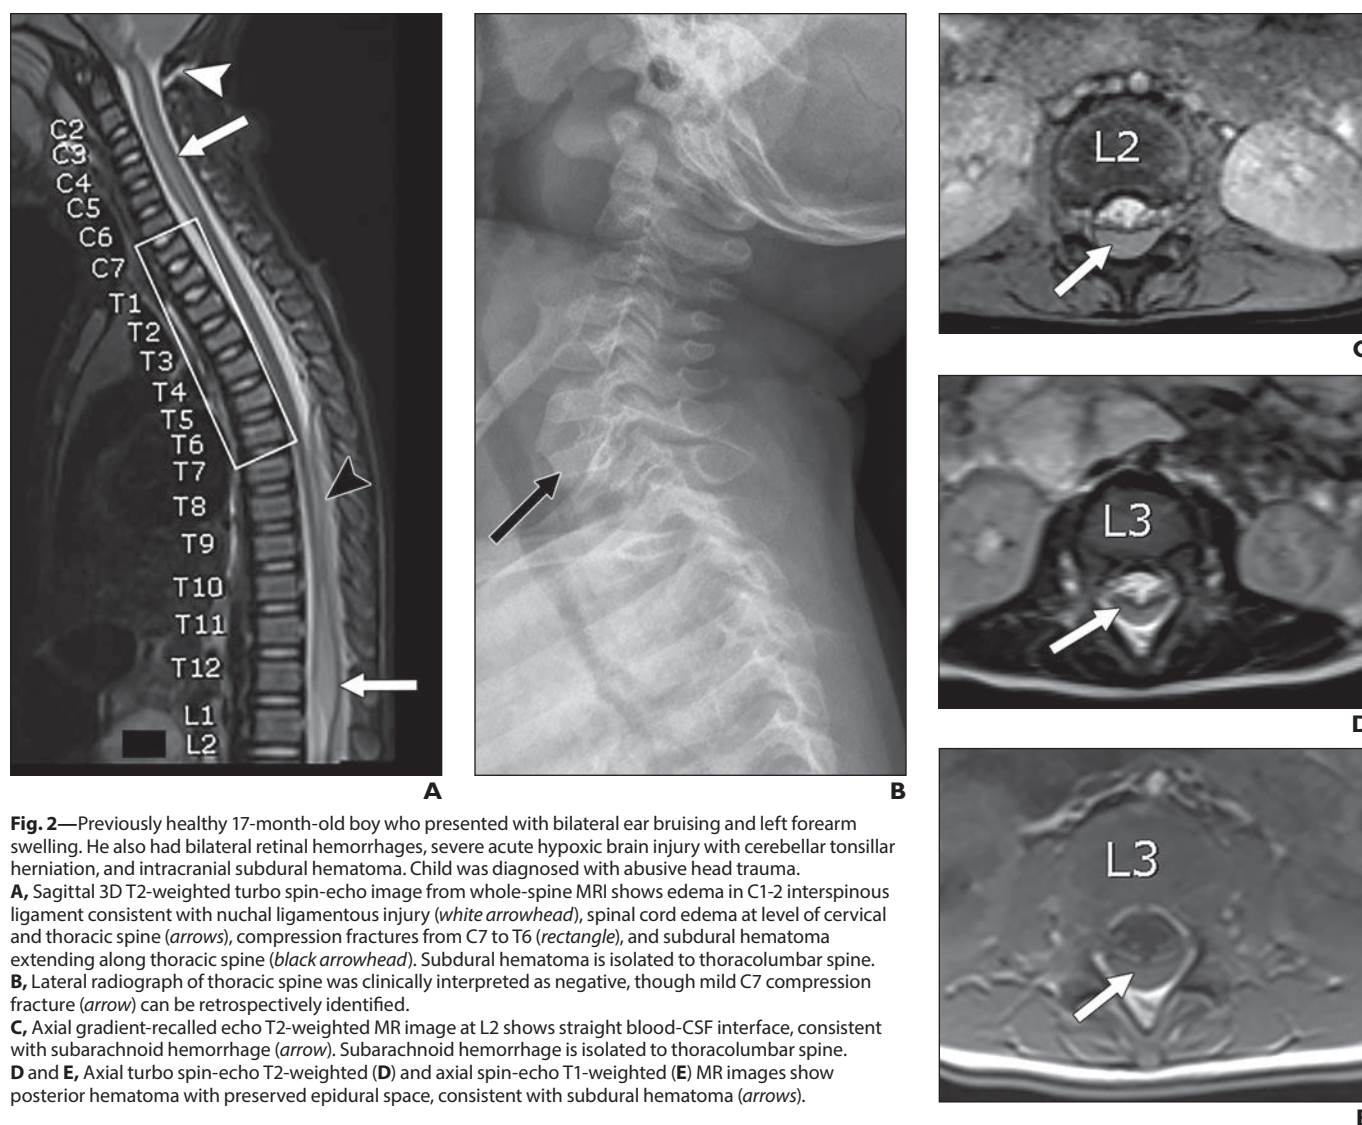 C2
C3
C4
C5
C6
C7
T1
T2
T3
T4
T5
T6
T7
T8
T9
T10
T11
T12
L1
L2
A
B
L2
C
L3
D
L3
E
Fig. 2—Previously healthy 17-month-old boy who presented with bilateral ear bruising and left forearm
swelling. He also had bilateral retinal hemorrhages, severe acute hypoxic brain injury with cerebellar tonsillar
herniation, and intracranial subdural hematoma. Child was diagnosed with abusive head trauma.
A, Sagittal 3D T2-weighted turbo spin-echo image from whole-spine MRI shows edema in C1-2 interspinous
ligament consistent with nuchal ligamentous injury (white arrowhead), spinal cord edema at level of cervical
and thoracic spine (arrows), compression fractures from C7 to T6 (rectangle), and subdural hematoma
extending along thoracic spine (black arrowhead). Subdural hematoma is isolated to thoracolumbar spine.
B, Lateral radiograph of thoracic spine was clinically interpreted as negative, though mild C7 compression
fracture (arrow) can be retrospectively identified.
C, Axial gradient-recalled echo T2-weighted MR image at L2 shows straight blood-CSF interface, consistent
with subarachnoid hemorrhage (arrow). Subarachnoid hemorrhage is isolated to thoracolumbar spine.
D and E, Axial turbo spin-echo T2-weighted (D) and axial spin-echo T1-weighted (E) MR images show
posterior hematoma with preserved epidural space, consistent with subdural hematoma (arrows).